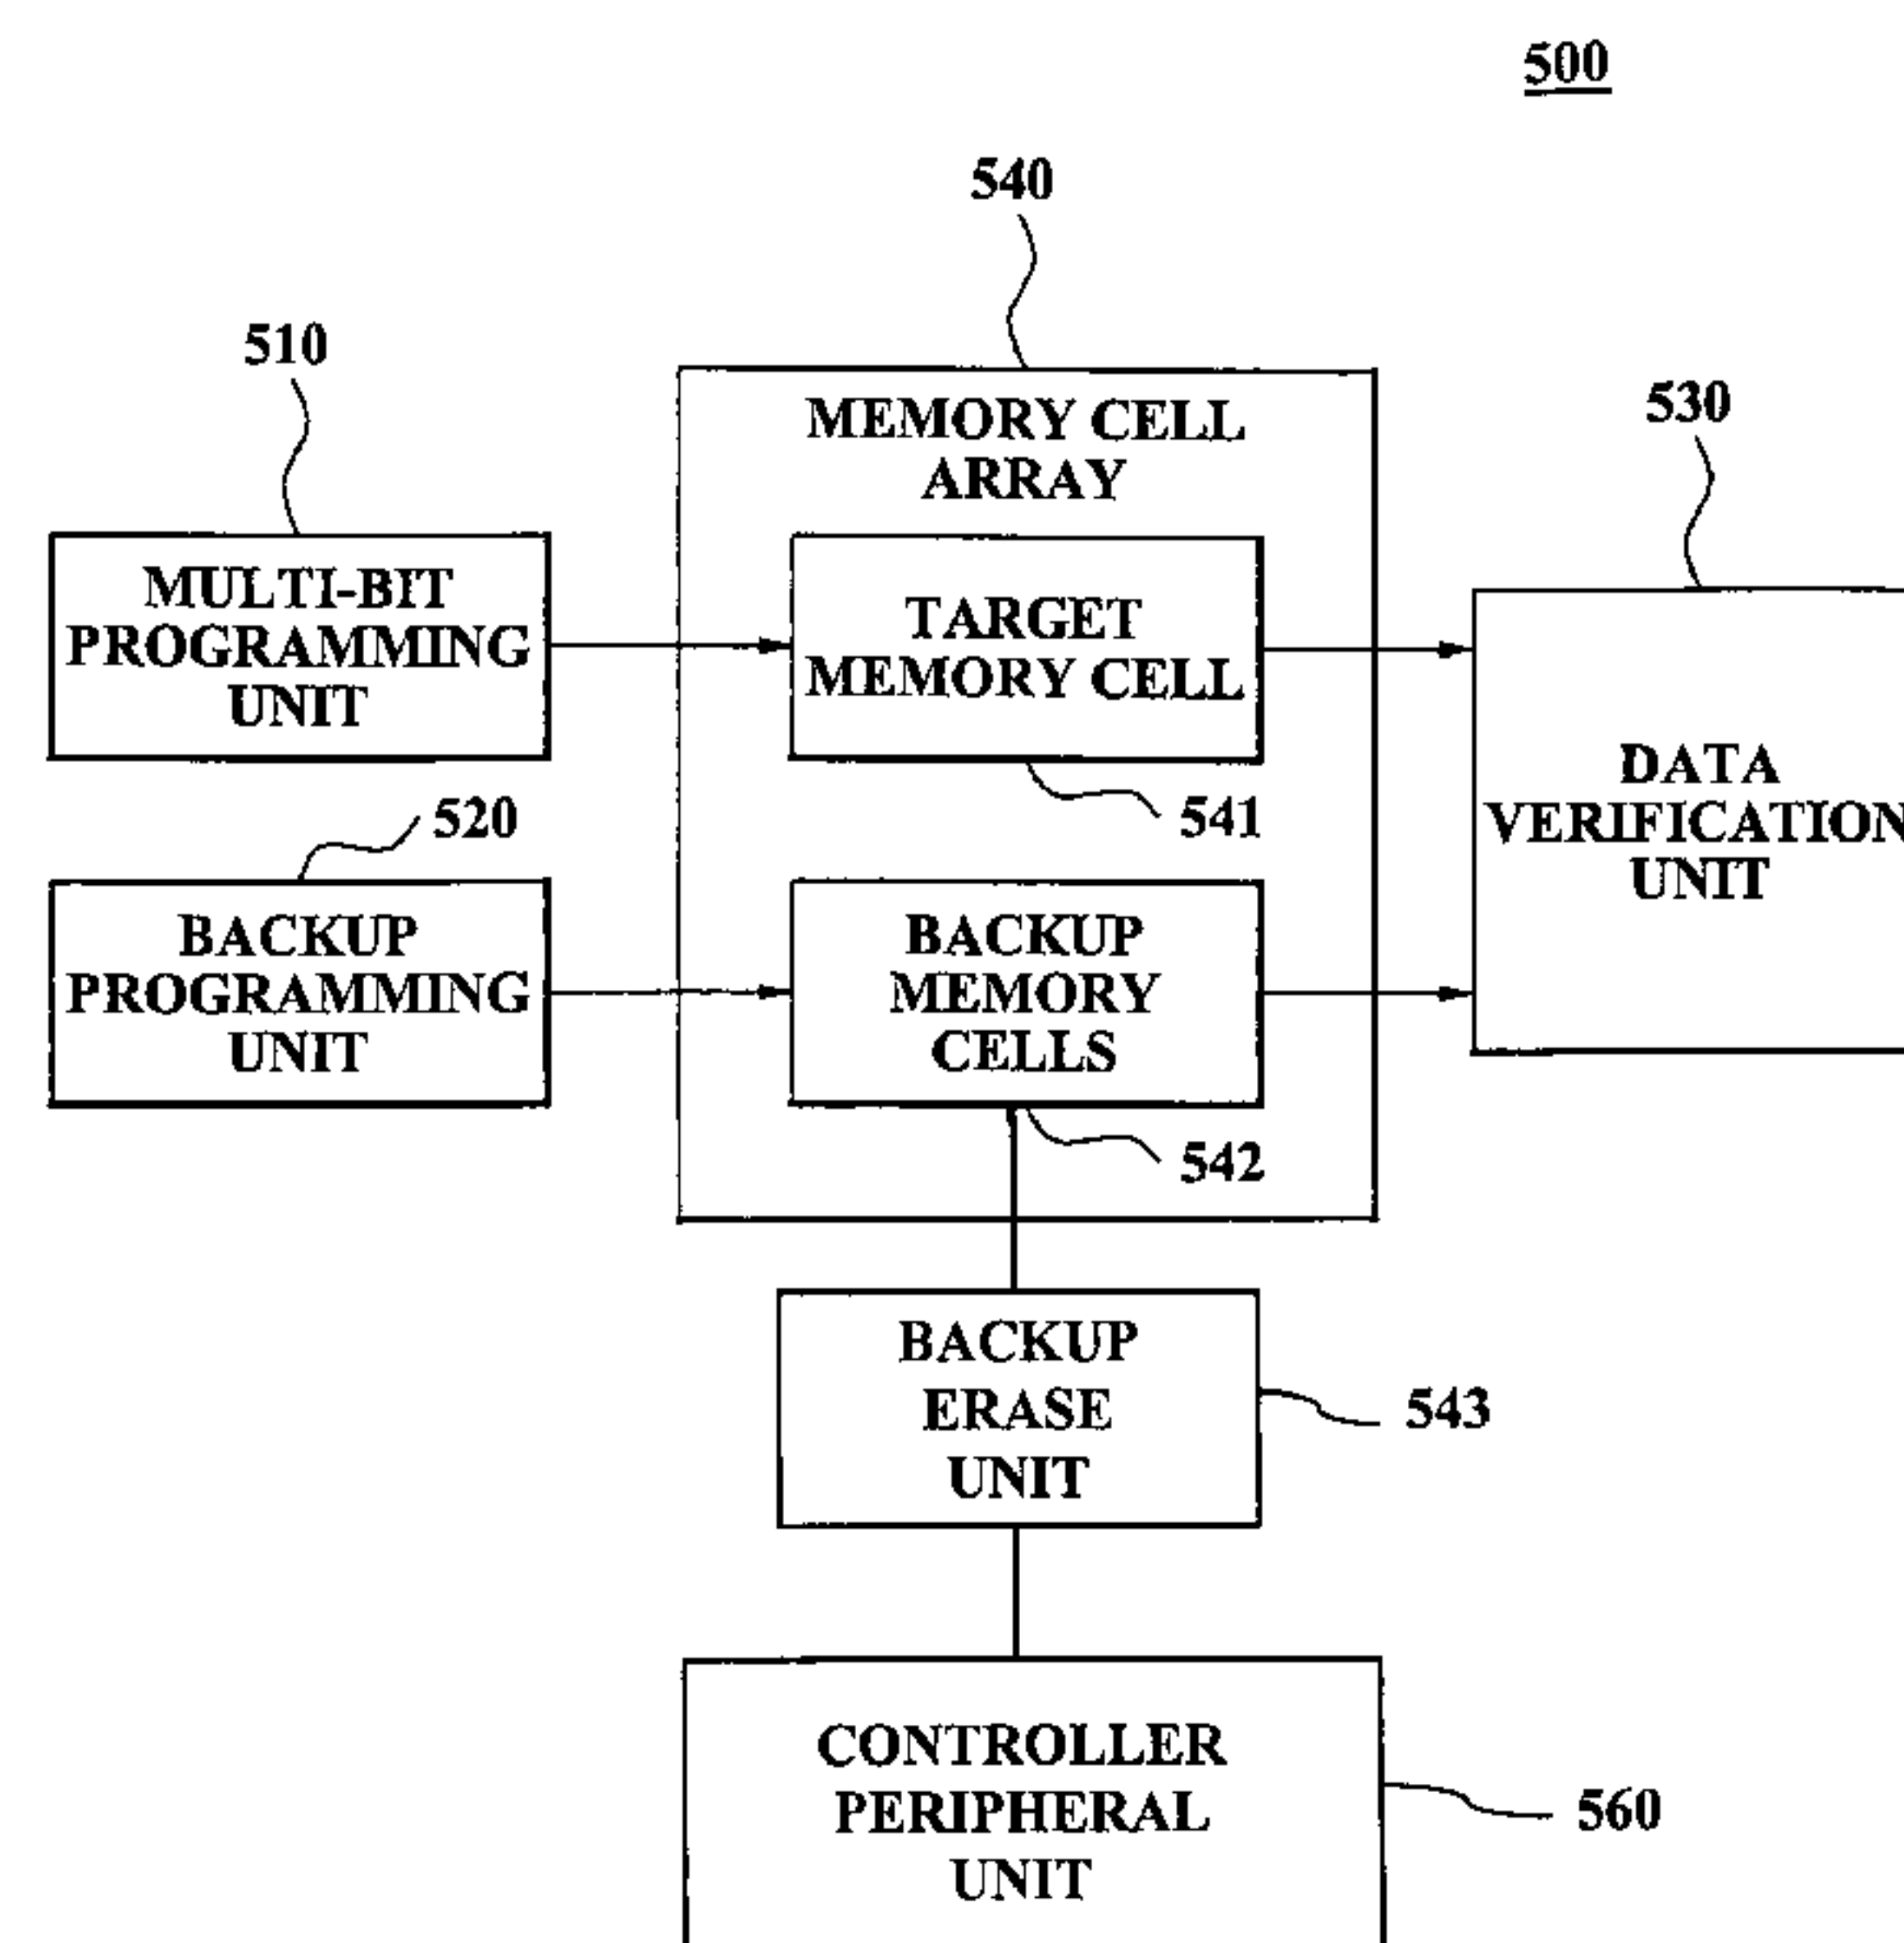 500
540
510
MEMORY CELL
ARRAY
530
MULTI-BIT
PROGRAMMING
UNIT
TARGET
MEMORY CELL
541
520
DATA
VERIFICATION
UNIT
BACKUP
PROGRAMMING
UNIT
BACKUP
MEMORY
CELLS
542
BACKUP
ERASE
UNIT
543
CONTROLLER
PERIPHERAL
UNIT
560